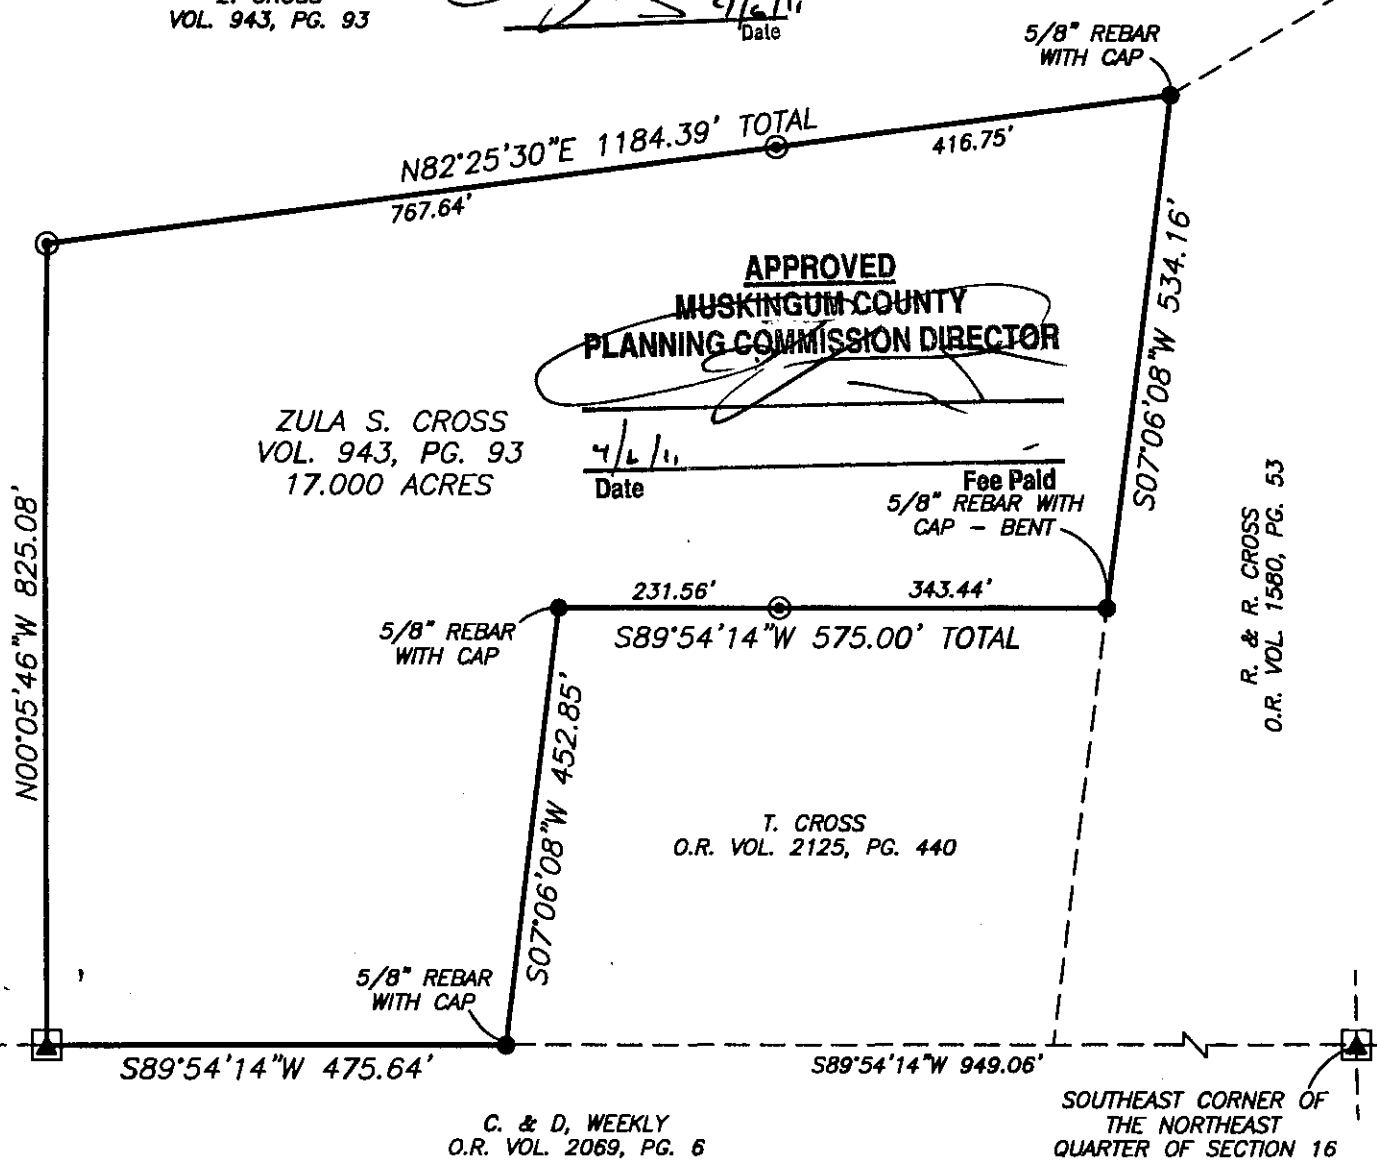 VOL. 943, PG. 93
Date
5/8" REBAR
WITH CAP
N82°25'30"E 1184.39' TOTAL
767.64'
416.75'
S07°06'08"W 534.16'
APPROVED
MUSKINGUM COUNTY
PLANNING COMMISSION DIRECTOR
ZULA S. CROSS
VOL. 943, PG. 93
17.000 ACRES
4/6/11
Date
Fee Paid
5/8" REBAR WITH
CAP - BENT
N00°05'46"W 825.08'
R. & R. CROSS
O.R. VOL. 1580, PG. 53
231.56'
343.44'
S89°54'14"W 575.00' TOTAL
5/8" REBAR
WITH CAP
S07°06'08"W 452.85'
T. CROSS
O.R. VOL. 2125, PG. 440
5/8" REBAR
WITH CAP
S89°54'14"W 475.64'
S89°54'14"W 949.06'
SOUTHEAST CORNER OF
THE NORTHEAST
QUARTER OF SECTION 16
C. & D, WEEKLY
O.R. VOL. 2069, PG. 6